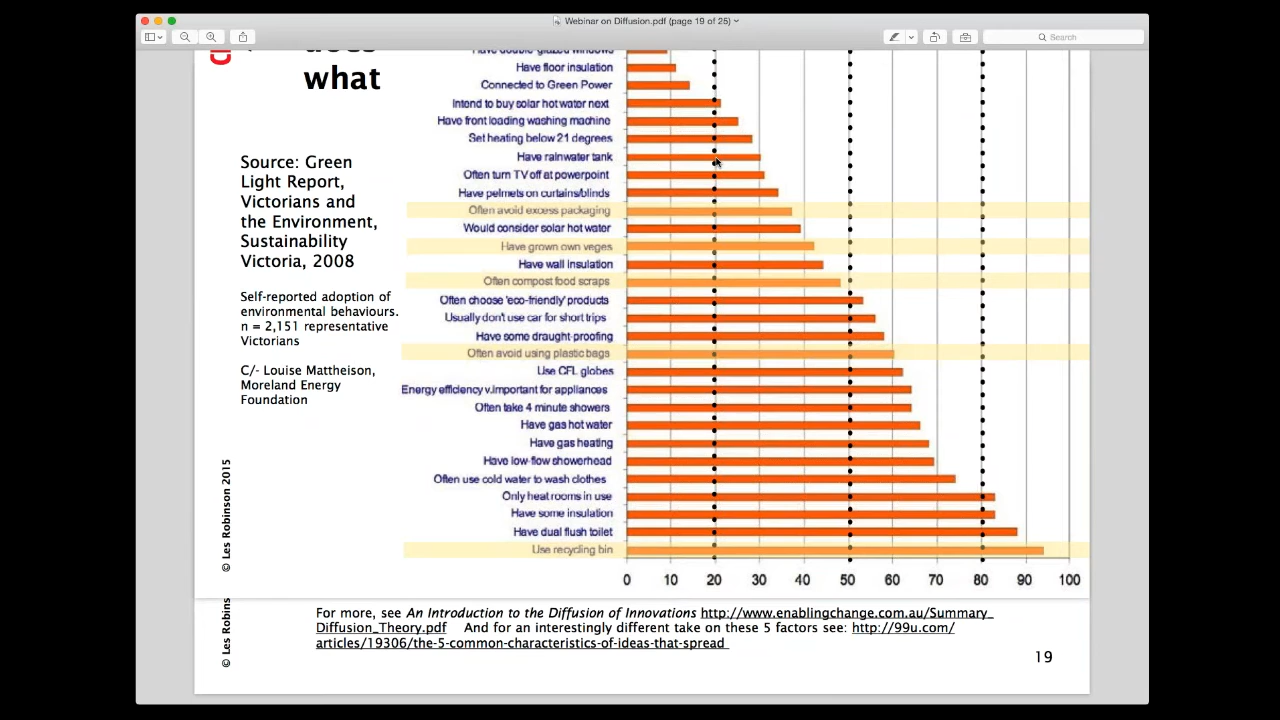 Webinar on Diffusion.pdf (page 19 of 25)
Search
does
what
Source: Green
Light Report,
Victorians and
the Environment,
Sustainability
Victoria, 2008
Self-reported adoption of
environmental behaviours.
n = 2,151 representative
Victorians
C/- Louise Mattheison,
Moreland Energy
Foundation
© Les Robinson 2015
Have double-glazed windows
Have floor insulation
Connected to Green Power
Intend to buy solar hot water next
Have front loading washing machine
Set heating below 21 degrees
Have rainwater tank
Often turn TV off at powerpoint
Have pelmets on curtains/blinds
Often avoid excess packaging
Would consider solar hot water
Have grown own veges
Have wall insulation
Often compost food scraps
Often choose 'eco-friendly' products
Usually don't use car for short trips
Have some draught-proofing
Often avoid using plastic bags
Use CFL globes
Energy efficiency v.important for appliances
Often take 4 minute showers
Have gas hot water
Have gas heating
Have low-flow showerhead
Often use cold water to wash clothes
Only heat rooms in use
Have some insulation
Have dual flush toilet
Use recycling bin
0 10 20 30 40 50 60 70 80 90 100
© Les Robins
For more, see An Introduction to the Diffusion of Innovations http://www.enablingchange.com.au/Summary_
Diffusion_Theory.pdf And for an interestingly different take on these 5 factors see: http://99u.com/
articles/19306/the-5-common-characteristics-of-ideas-that-spread
19